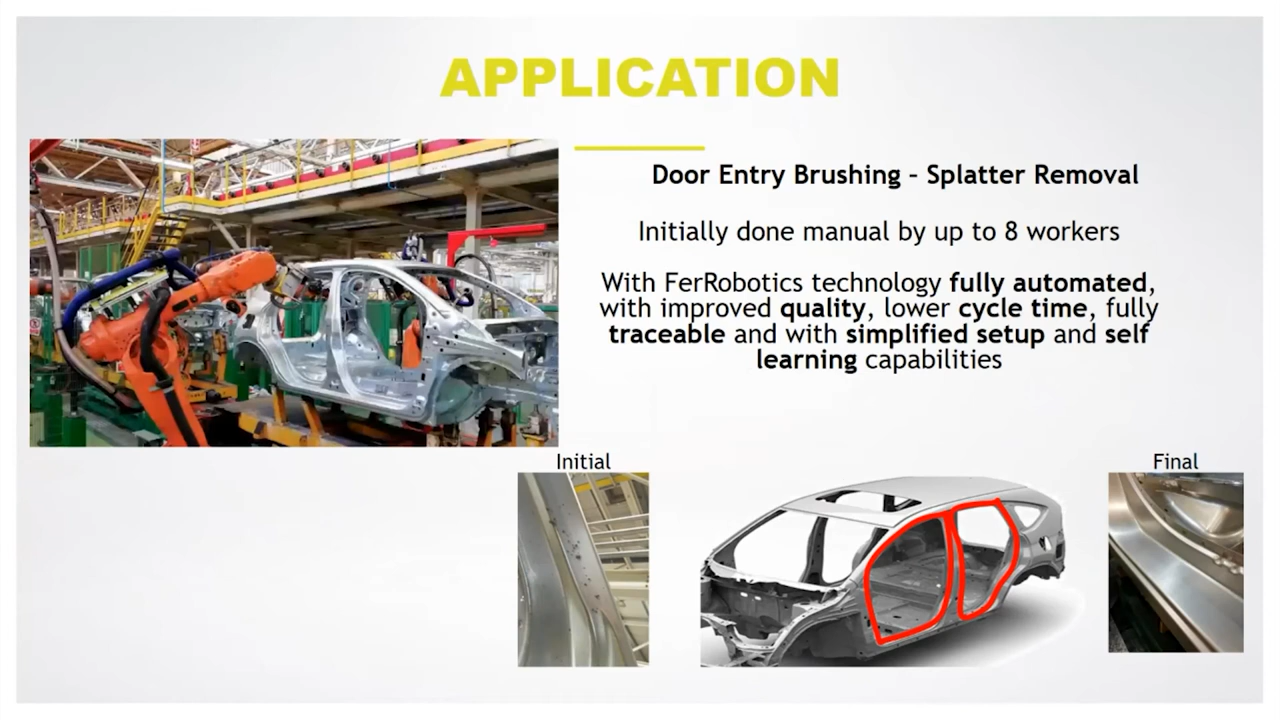 APPLICATION
Door Entry Brushing – Splatter Removal
Initially done manual by up to 8 workers
With FerRobotics technology fully automated,
with improved quality, lower cycle time, fully
traceable and with simplified setup and self
learning capabilities
Initial
Final